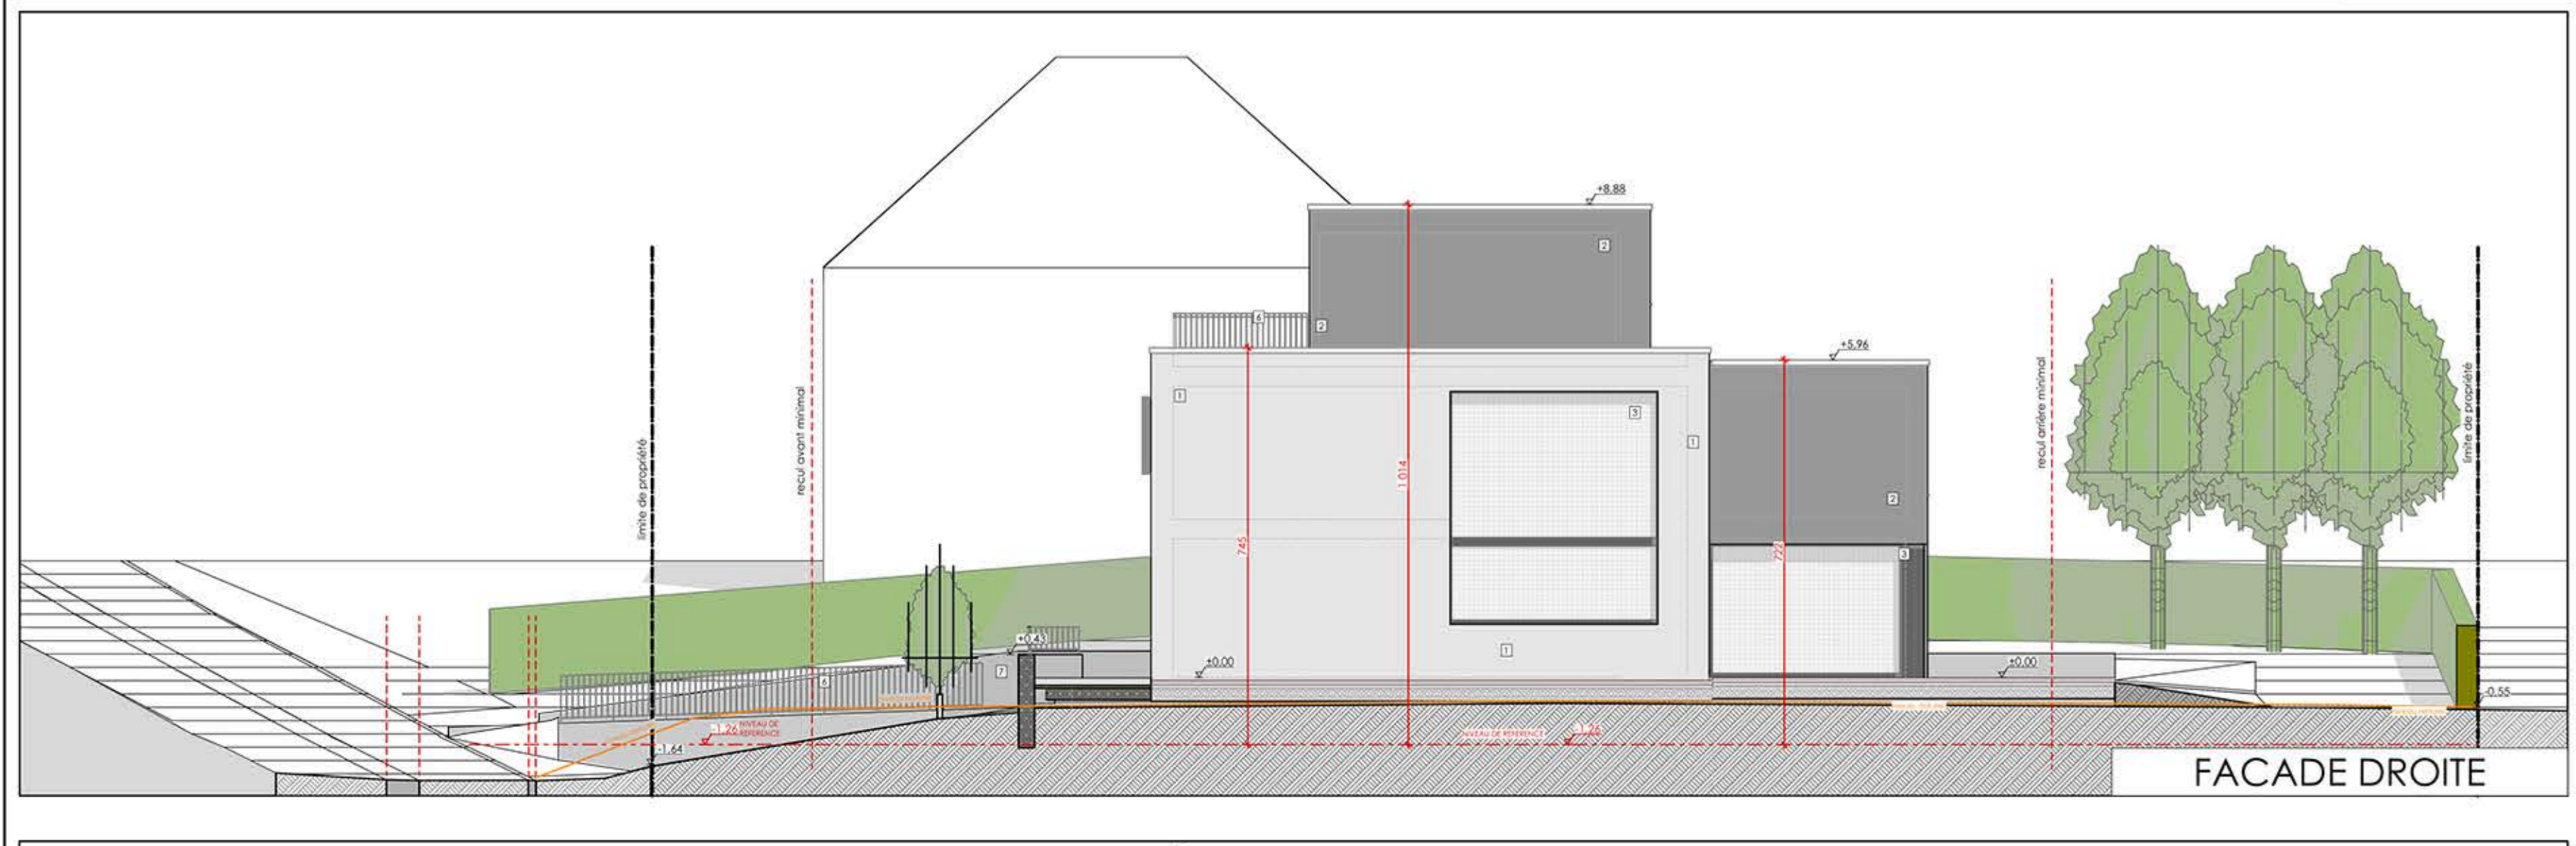 +8.88
2
6
2
+5.96
limite de propriété
recul avant minimal
recul arrière minimal
limite de propriété
1
3
1
1 014
2
745
722
3
+0.43
7
6
1
±0.00
±0.00
-0.55
-1.26
NIVEAU DE
REFERENCE
NIVEAU DE REFERENCE
-1.26
-1.64
FACADE DROITE